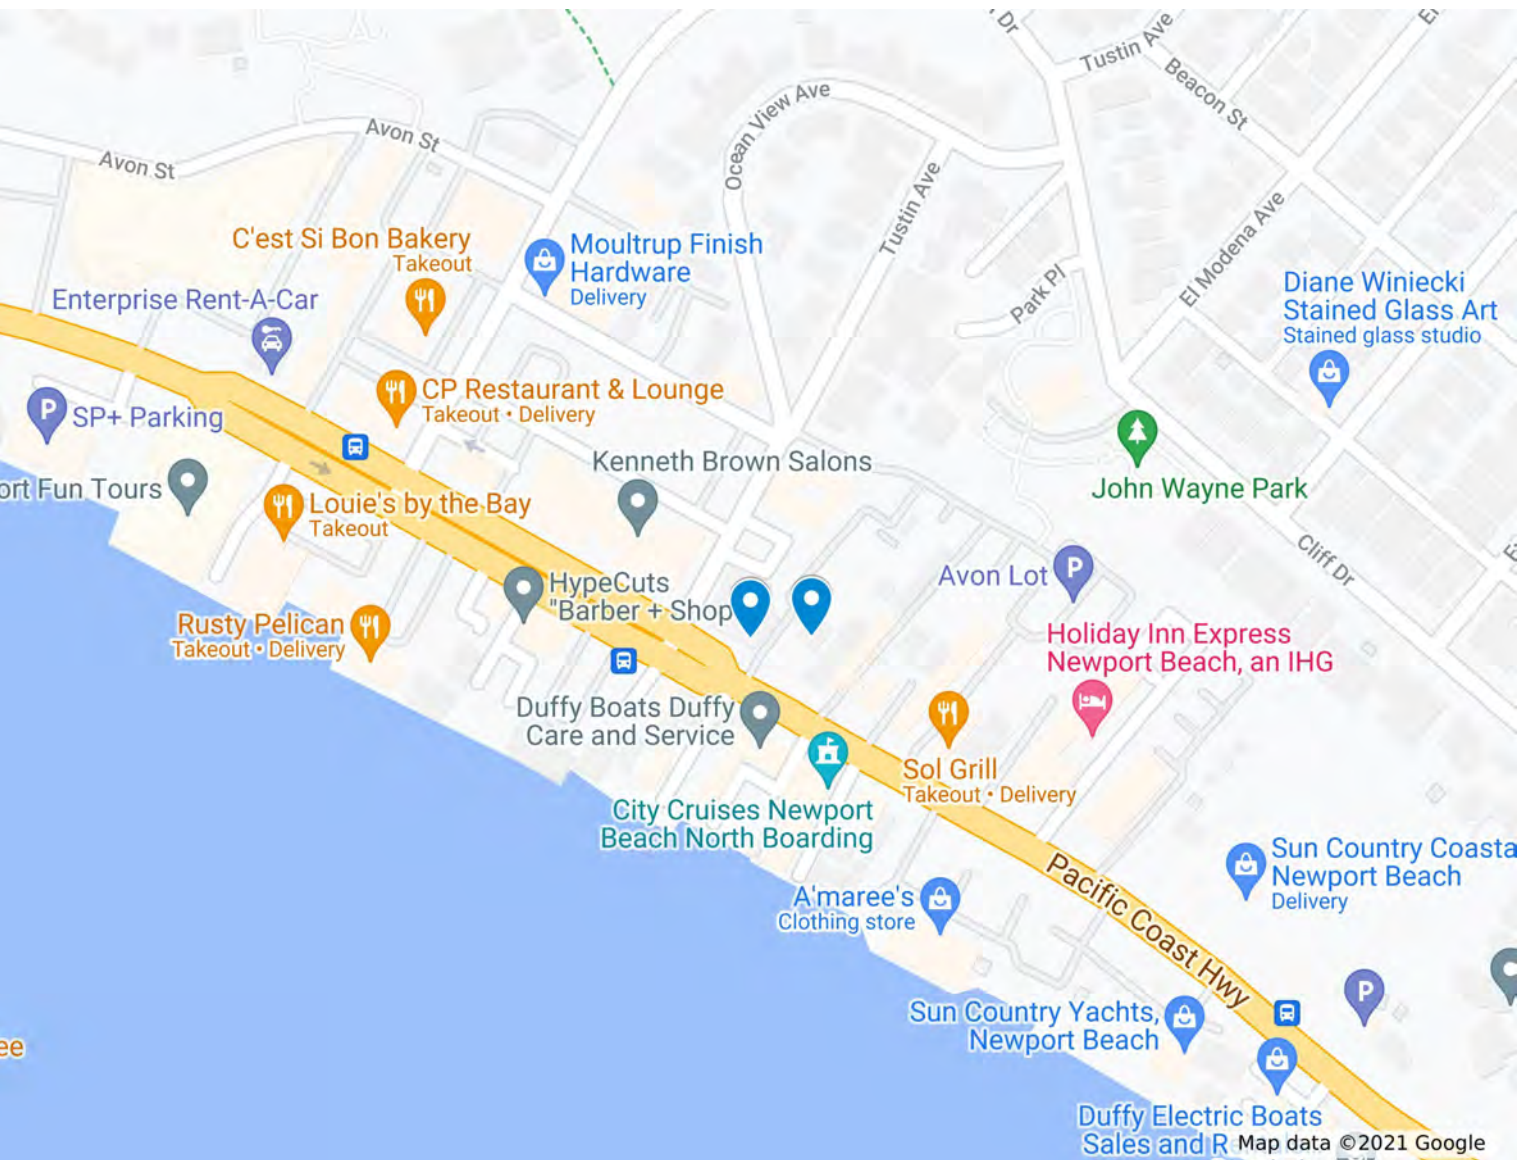 Dr
Tustin Ave
Beacon St
Ocean View Ave
Avon St
Avon St
Tustin Ave
El Modena Ave
C'est Si Bon Bakery
Takeout
Moultrup Finish
Hardware
Delivery
Park Pl
Diane Winiecki
Stained Glass Art
Stained glass studio
Enterprise Rent-A-Car
CP Restaurant & Lounge
Takeout • Delivery
P
SP+ Parking
Kenneth Brown Salons
John Wayne Park
ort Fun Tours
Louie's by the Bay
Takeout
Cliff Dr
Avon Lot
P
HypeCuts
"Barber + Shop
Rusty Pelican
Takeout • Delivery
Holiday Inn Express
Newport Beach, an IHG
Duffy Boats Duffy
Care and Service
Sol Grill
Takeout • Delivery
City Cruises Newport
Beach North Boarding
Pacific Coast Hwy
Sun Country Coasta
Newport Beach
Delivery
A'maree's
Clothing store
P
Sun Country Yachts,
Newport Beach
ee
Duffy Electric Boats
Sales and R
Map data ©2021 Google